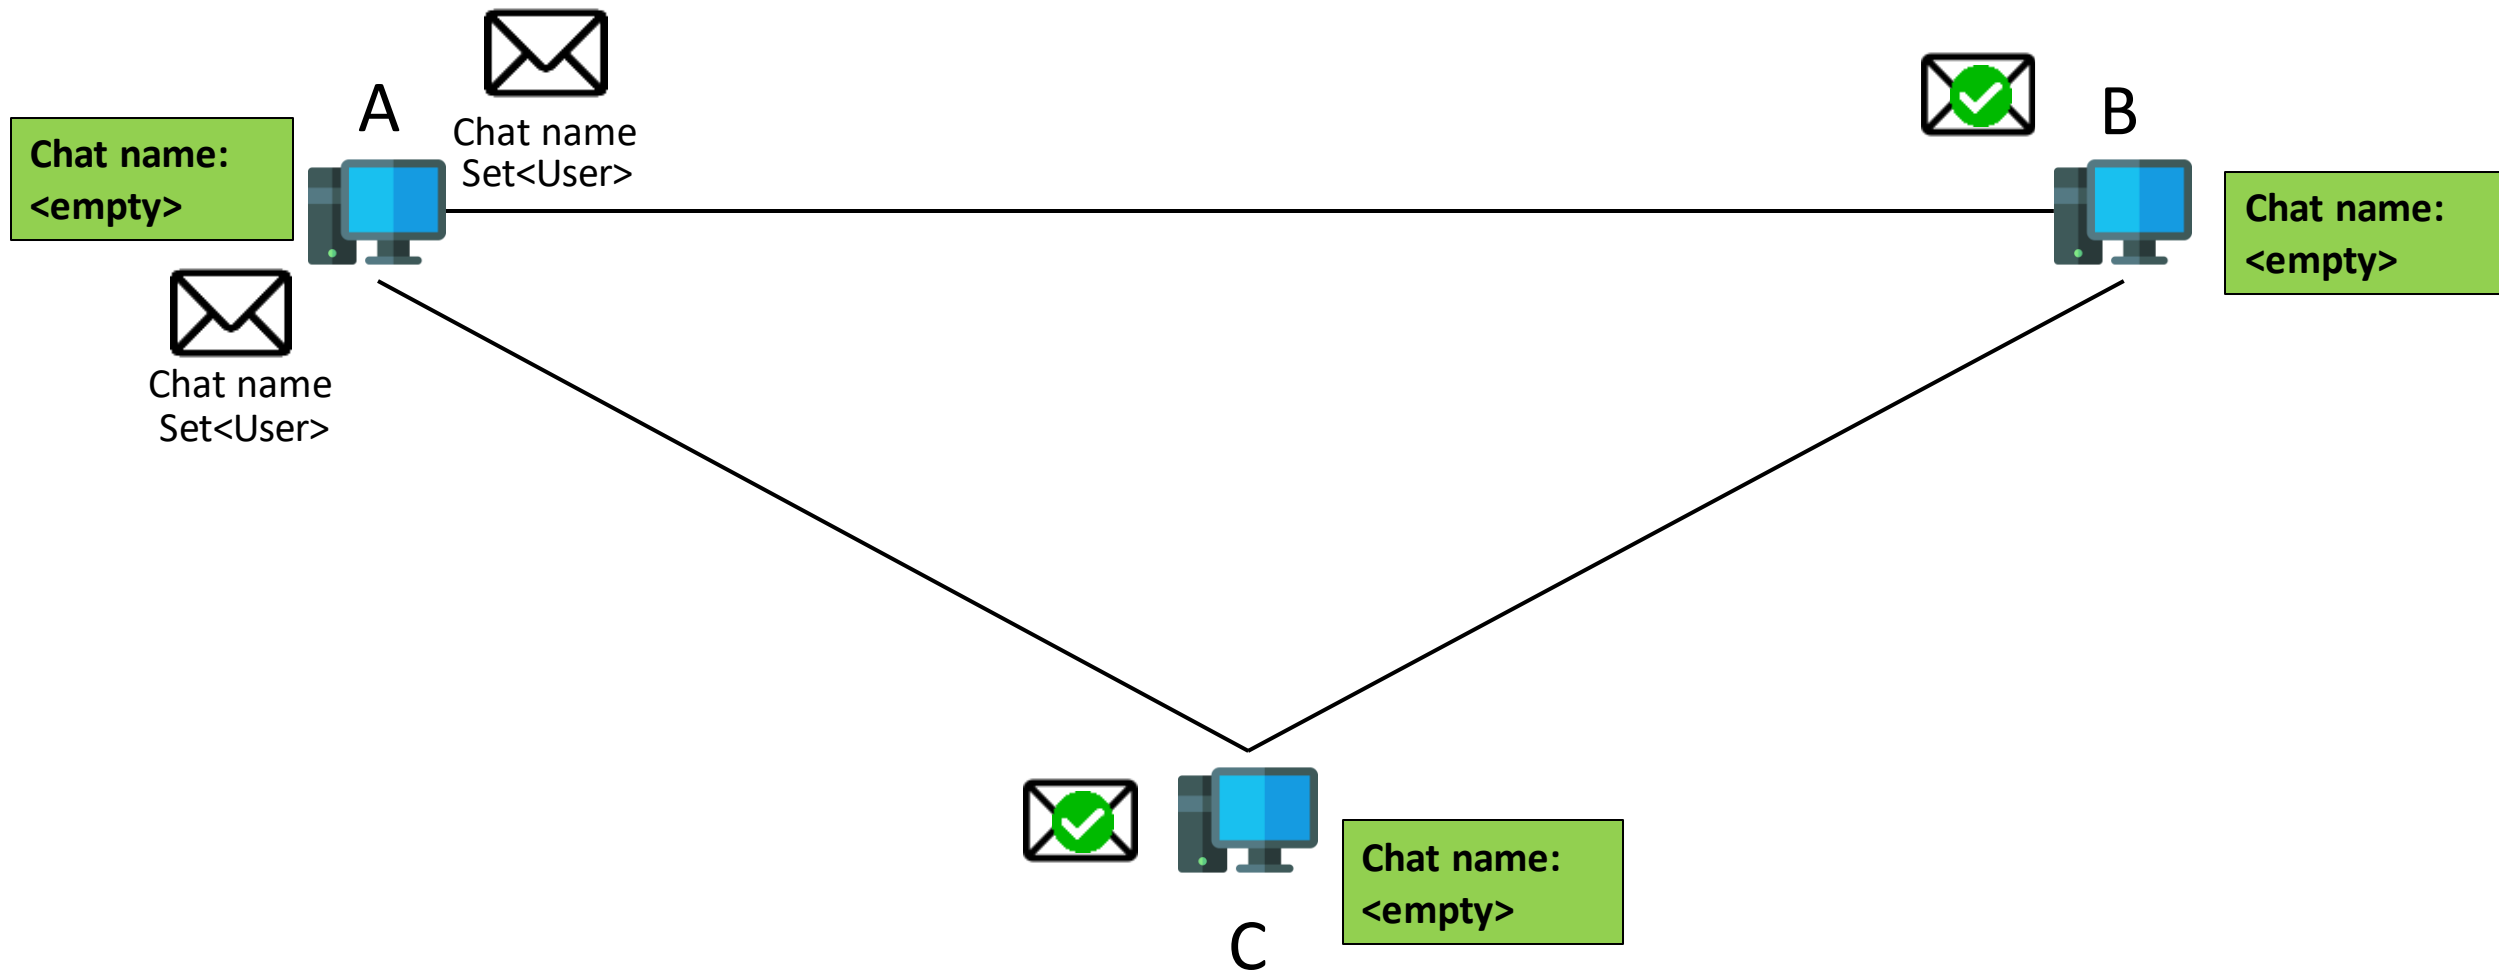 A
Chat name
Set<User>
Chat name:
<empty>
B
Chat name:
<empty>
Chat name
Set<User>
Chat name:
<empty>
C